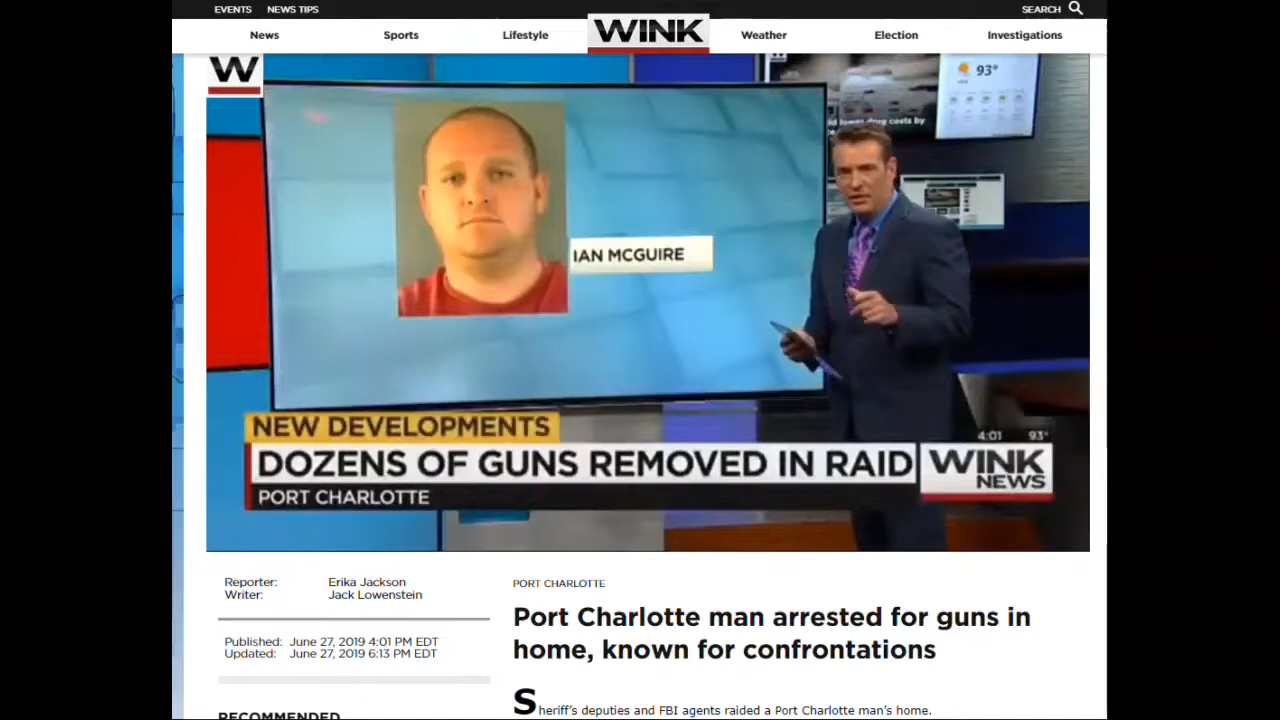 EVENTS NEWS TIPS SEARCH
News Sports Lifestyle WINK Weather Election Investigations
W
93°
costs by
IAN MCGUIRE
NEW DEVELOPMENTS
DOZENS OF GUNS REMOVED IN RAID
PORT CHARLOTTE
4:01 93°
WINK
NEWS
Reporter: Erika Jackson
Writer: Jack Lowenstein
Published: June 27, 2019 4:01 PM EDT
Updated: June 27, 2019 6:13 PM EDT
RECOMMENDED
PORT CHARLOTTE
Port Charlotte man arrested for guns in
home, known for confrontations
Sheriff's deputies and FBI agents raided a Port Charlotte man's home.